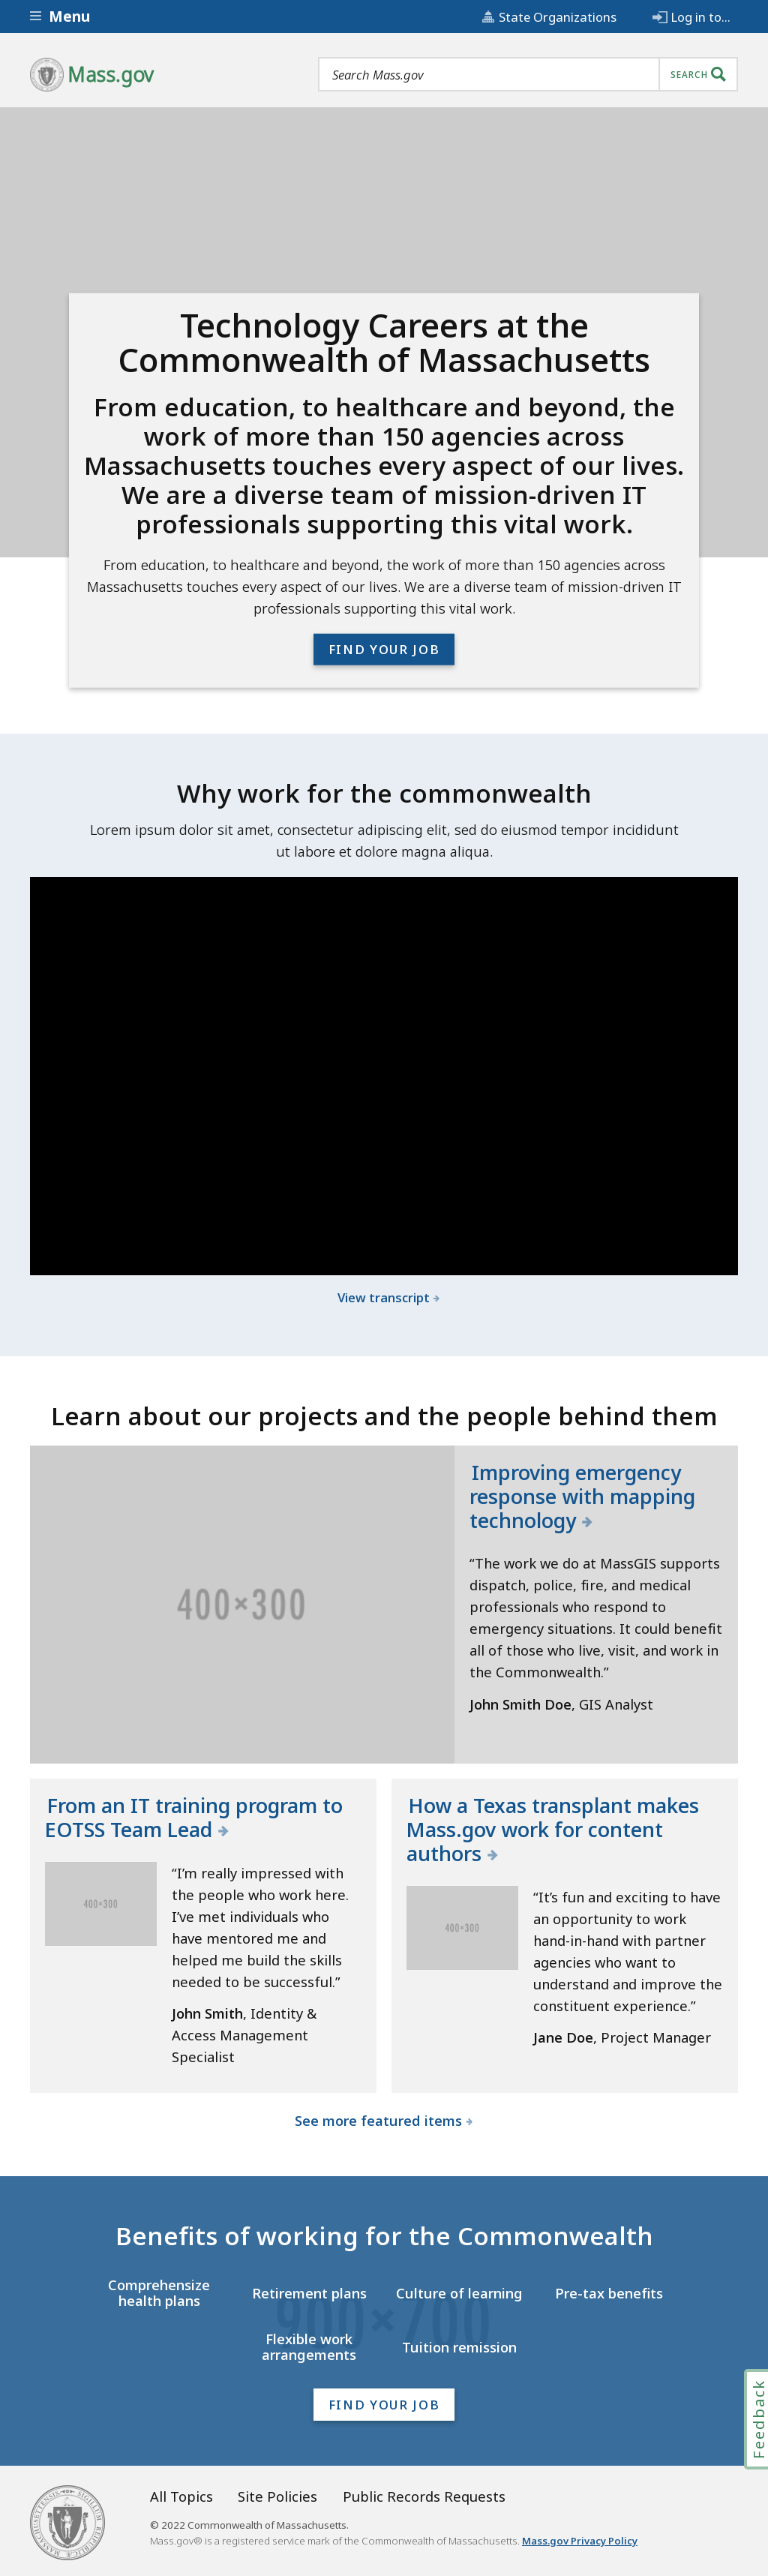 Menu
State Organizations
Log in to...
Mass.gov
Search Mass.gov
SEARCH
Technology Careers at the
Commonwealth of Massachusetts
From education, to healthcare and beyond, the
work of more than 150 agencies across
Massachusetts touches every aspect of our lives.
We are a diverse team of mission-driven IT
professionals supporting this vital work.
From education, to healthcare and beyond, the work of more than 150 agencies across
Massachusetts touches every aspect of our lives. We are a diverse team of mission-driven IT
professionals supporting this vital work.
FIND YOUR JOB
Why work for the commonwealth
Lorem ipsum dolor sit amet, consectetur adipiscing elit, sed do eiusmod tempor incididunt
ut labore et dolore magna aliqua.
View transcript
Learn about our projects and the people behind them
400×300
Improving emergency
response with mapping
technology
“The work we do at MassGIS supports
dispatch, police, fire, and medical
professionals who respond to
emergency situations. It could benefit
all of those who live, visit, and work in
the Commonwealth.”
John Smith Doe, GIS Analyst
From an IT training program to
EOTSS Team Lead
400×300
“I’m really impressed with
the people who work here.
I’ve met individuals who
have mentored me and
helped me build the skills
needed to be successful.”
John Smith, Identity &
Access Management
Specialist
How a Texas transplant makes
Mass.gov work for content
authors
400×300
“It’s fun and exciting to have
an opportunity to work
hand-in-hand with partner
agencies who want to
understand and improve the
constituent experience.”
Jane Doe, Project Manager
See more featured items
Benefits of working for the Commonwealth
900×700
Comprehensize
health plans
Retirement plans
Culture of learning
Pre-tax benefits
Flexible work
arrangements
Tuition remission
FIND YOUR JOB
Feedback
All Topics
Site Policies
Public Records Requests
© 2022 Commonwealth of Massachusetts.
Mass.gov® is a registered service mark of the Commonwealth of Massachusetts. Mass.gov Privacy Policy